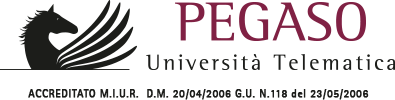 PEGASO
Università Telematica
ACCREDITATO M.I.U.R. D.M. 20/04/2006 G.U. N.118 del 23/05/2006